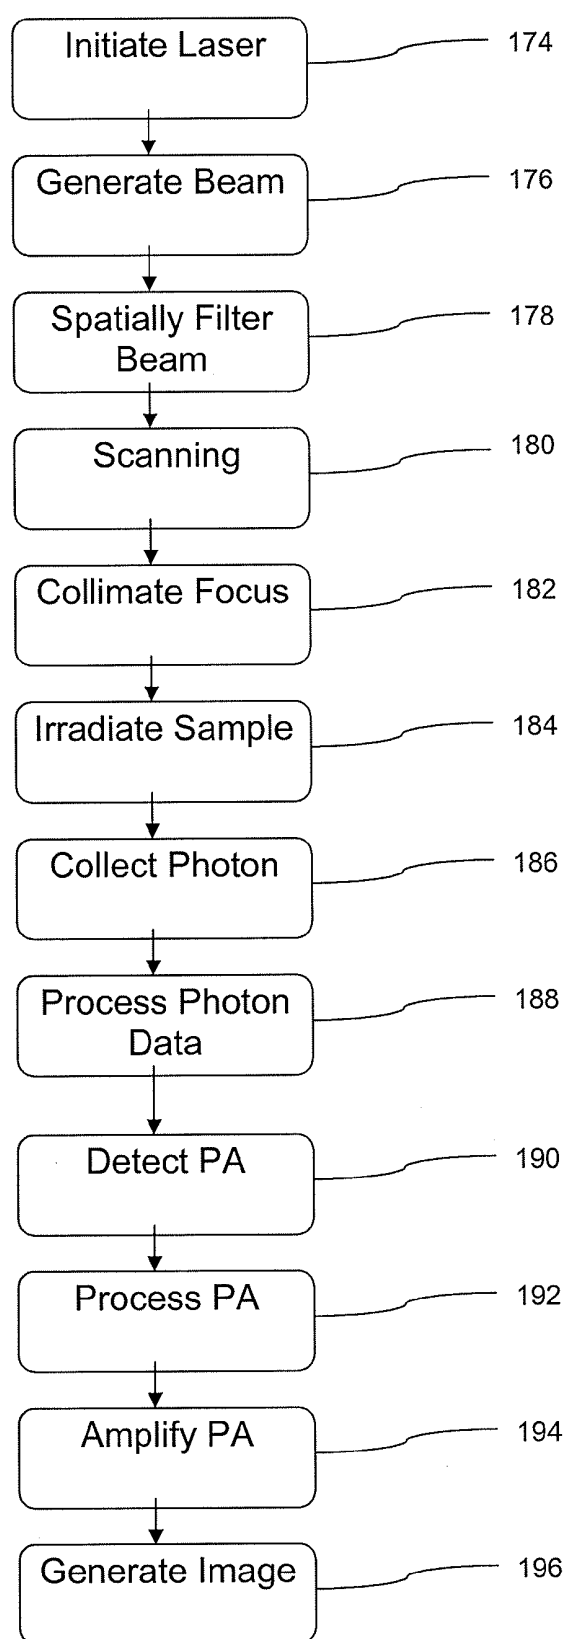 Initiate Laser
174
Generate Beam
176
Spatially Filter
Beam
178
Scanning
180
Collimate Focus
182
Irradiate Sample
184
Collect Photon
186
Process Photon
Data
188
Detect PA
190
Process PA
192
Amplify PA
194
Generate Image
196